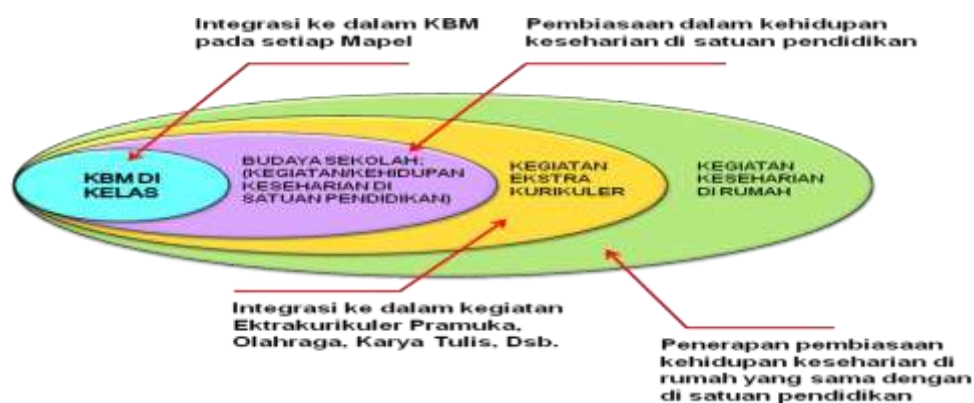 Integrasi ke dalam KBM
pada setiap Mapel
Pembiasaan dalam kehidupan
keseharian di satuan pendidikan
KBM DI
KELAS
BUDAYA SEKOLAH:
(KEGIATAN/KEHIDUPAN
KESEHARIAN DI
SATUAN PENDIDIKAN)
KEGIATAN
EKSTRA
KURIKULER
KEGIATAN
KESEHARIAN
DI RUMAH
Integrasi ke dalam kegiatan
Ektrakurikuler Pramuka,
Olahraga, Karya Tulis, Dsb.
Penerapan pembiasaan
kehidupan keseharian di
rumah yang sama dengan
di satuan pendidikan